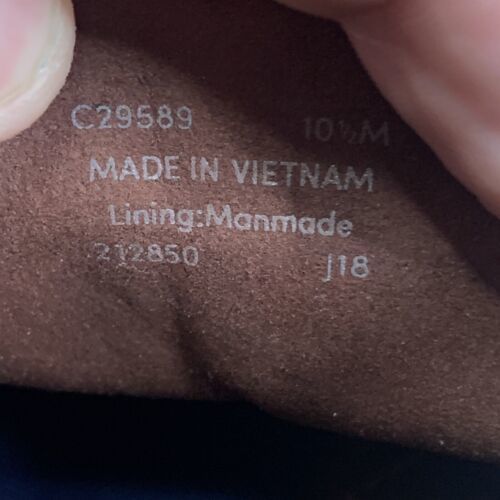 C29589 10½M
MADE IN VIETNAM
Lining:Manmade
212850 J18